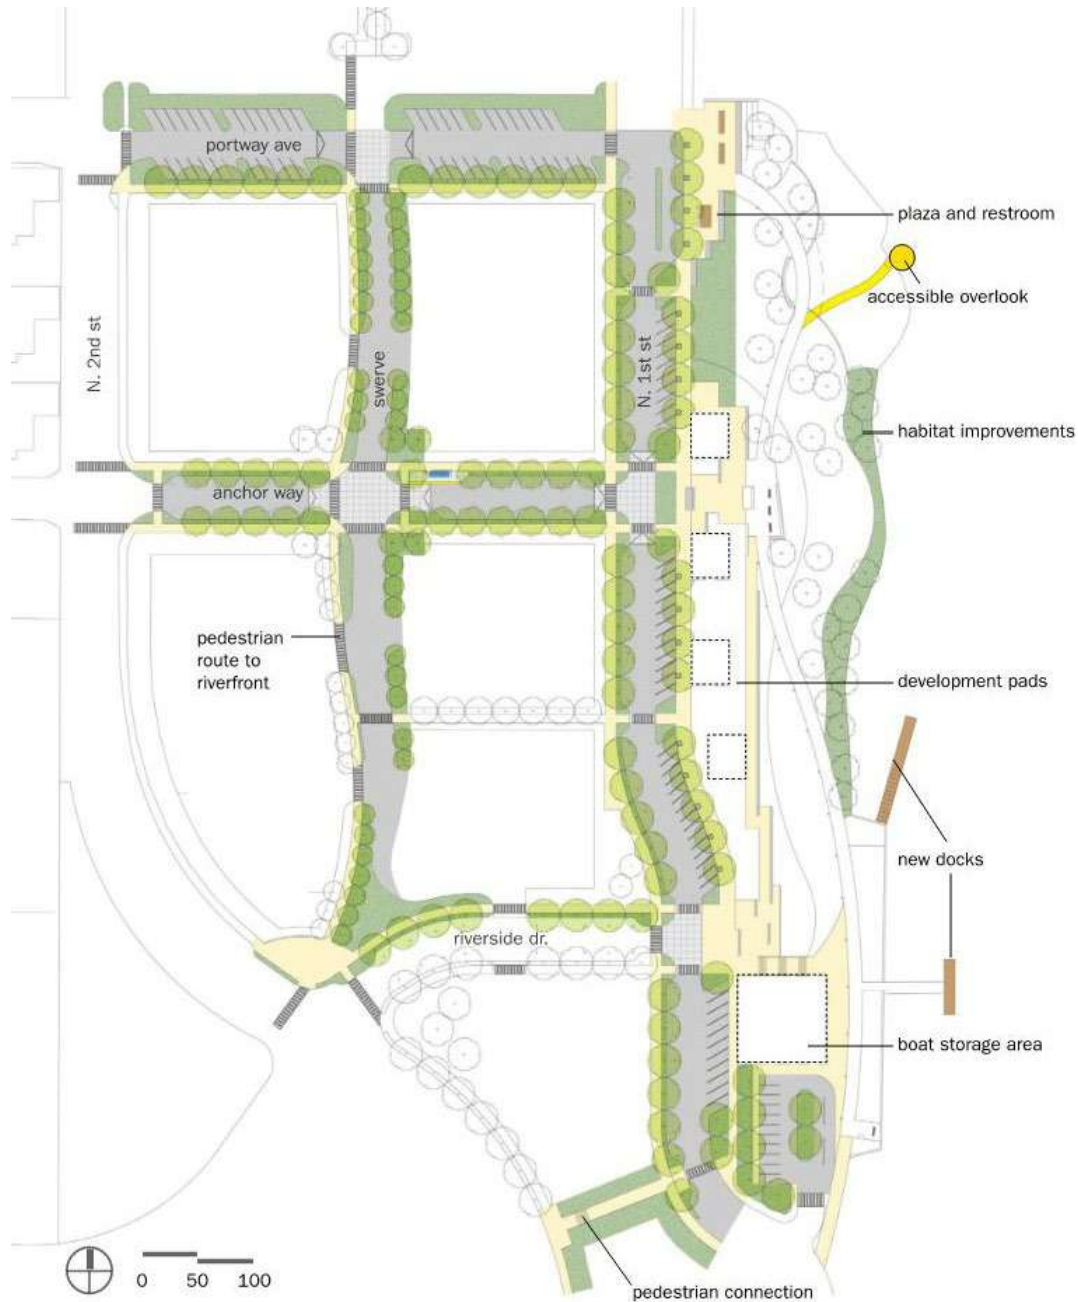 portway ave
plaza and restroom
accessible overlook
N. 2nd st
swerve
N. 1st st
habitat improvements
anchor way
pedestrian
route to
riverfront
development pads
new docks
riverside dr.
boat storage area
0 50 100
pedestrian connection